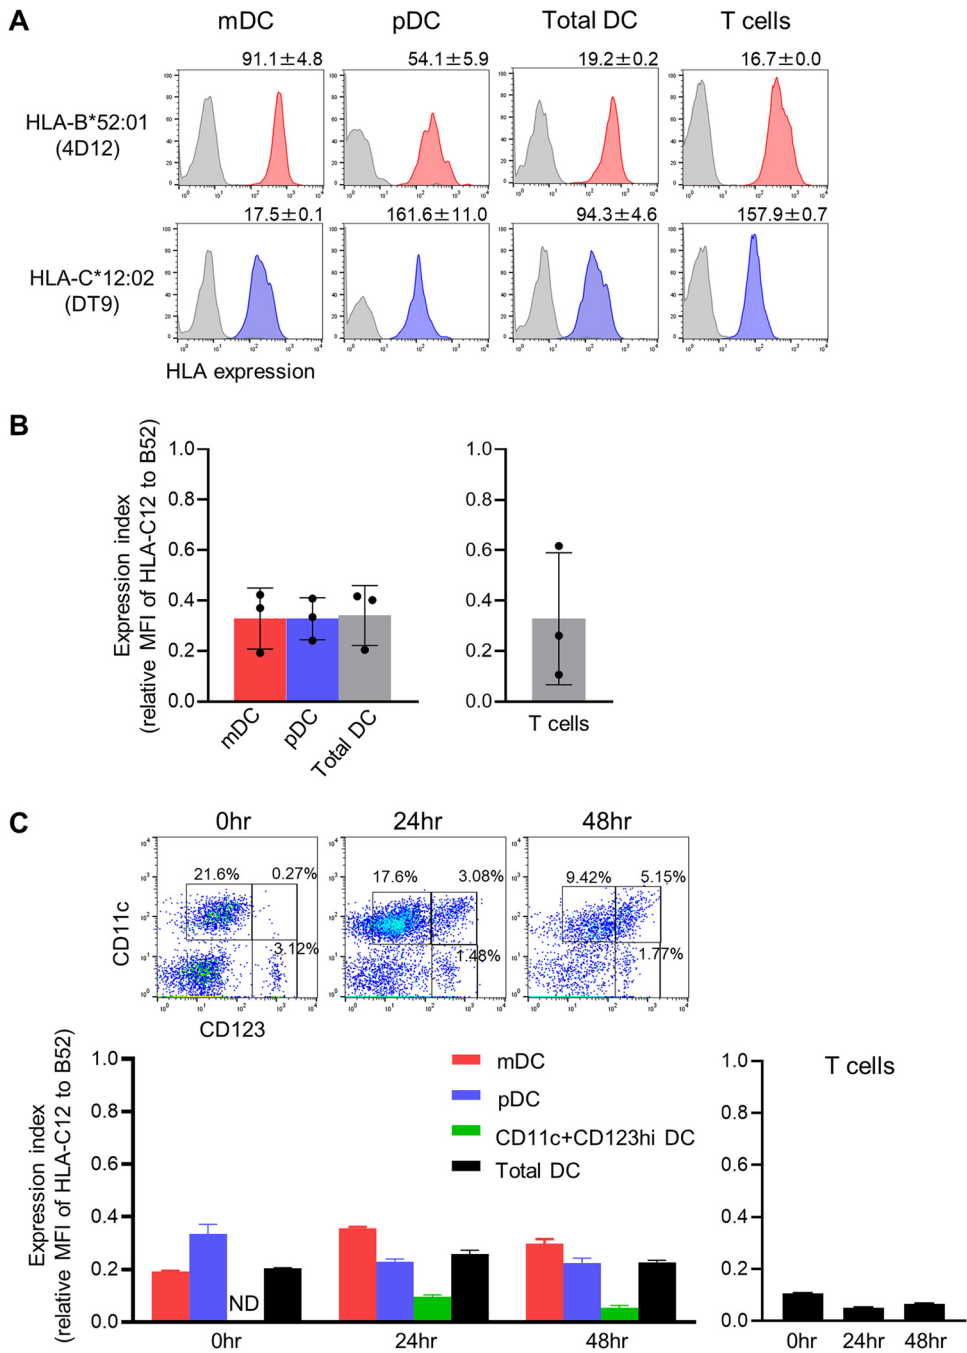 A
mDC
pDC
Total DC
T cells
91.1±4.8
54.1±5.9
19.2±0.2
16.7±0.0
HLA-B*52:01
(4D12)
17.5±0.1
161.6±11.0
94.3±4.6
157.9±0.7
HLA-C*12:02
(DT9)
HLA expression
B
Expression index
(relative MFI of HLA-C12 to B52)
1.0
0.8
0.6
0.4
0.2
0.0
mDC
pDC
Total DC
1.0
0.8
0.6
0.4
0.2
0.0
T cells
C
0hr
24hr
48hr
21.6%
0.27%
3.12%
17.6%
3.08%
1.48%
9.42%
5.15%
1.77%
CD11c
CD123
Expression index
(relative MFI of HLA-C12 to B52)
1.0
0.8
0.6
0.4
0.2
0.0
mDC
pDC
CD11c+CD123hi DC
Total DC
ND
0hr
24hr
48hr
T cells
1.0
0.8
0.6
0.4
0.2
0.0
0hr
24hr
48hr